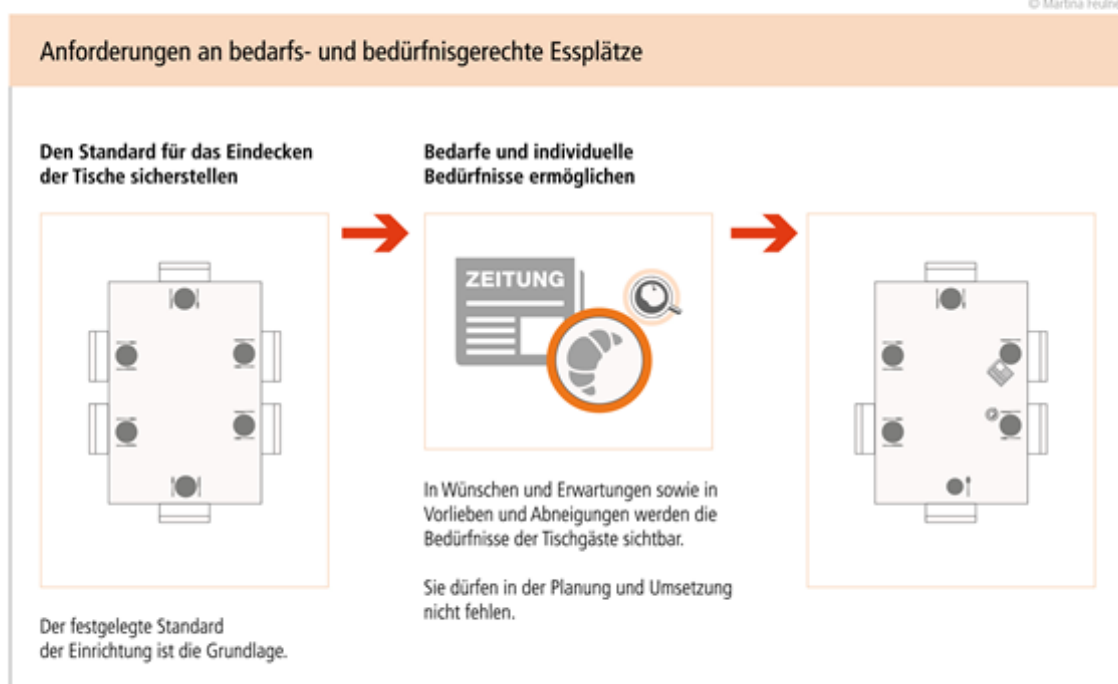 © Martina Feulne
Anforderungen an bedarfs- und bedürfnisgerechte Essplätze
Den Standard für das Eindecken
der Tische sicherstellen
Bedarfe und individuelle
Bedürfnisse ermöglichen
ZEITUNG
In Wünschen und Erwartungen sowie in
Vorlieben und Abneigungen werden die
Bedürfnisse der Tischgäste sichtbar.
Sie dürfen in der Planung und Umsetzung
nicht fehlen.
Der festgelegte Standard
der Einrichtung ist die Grundlage.